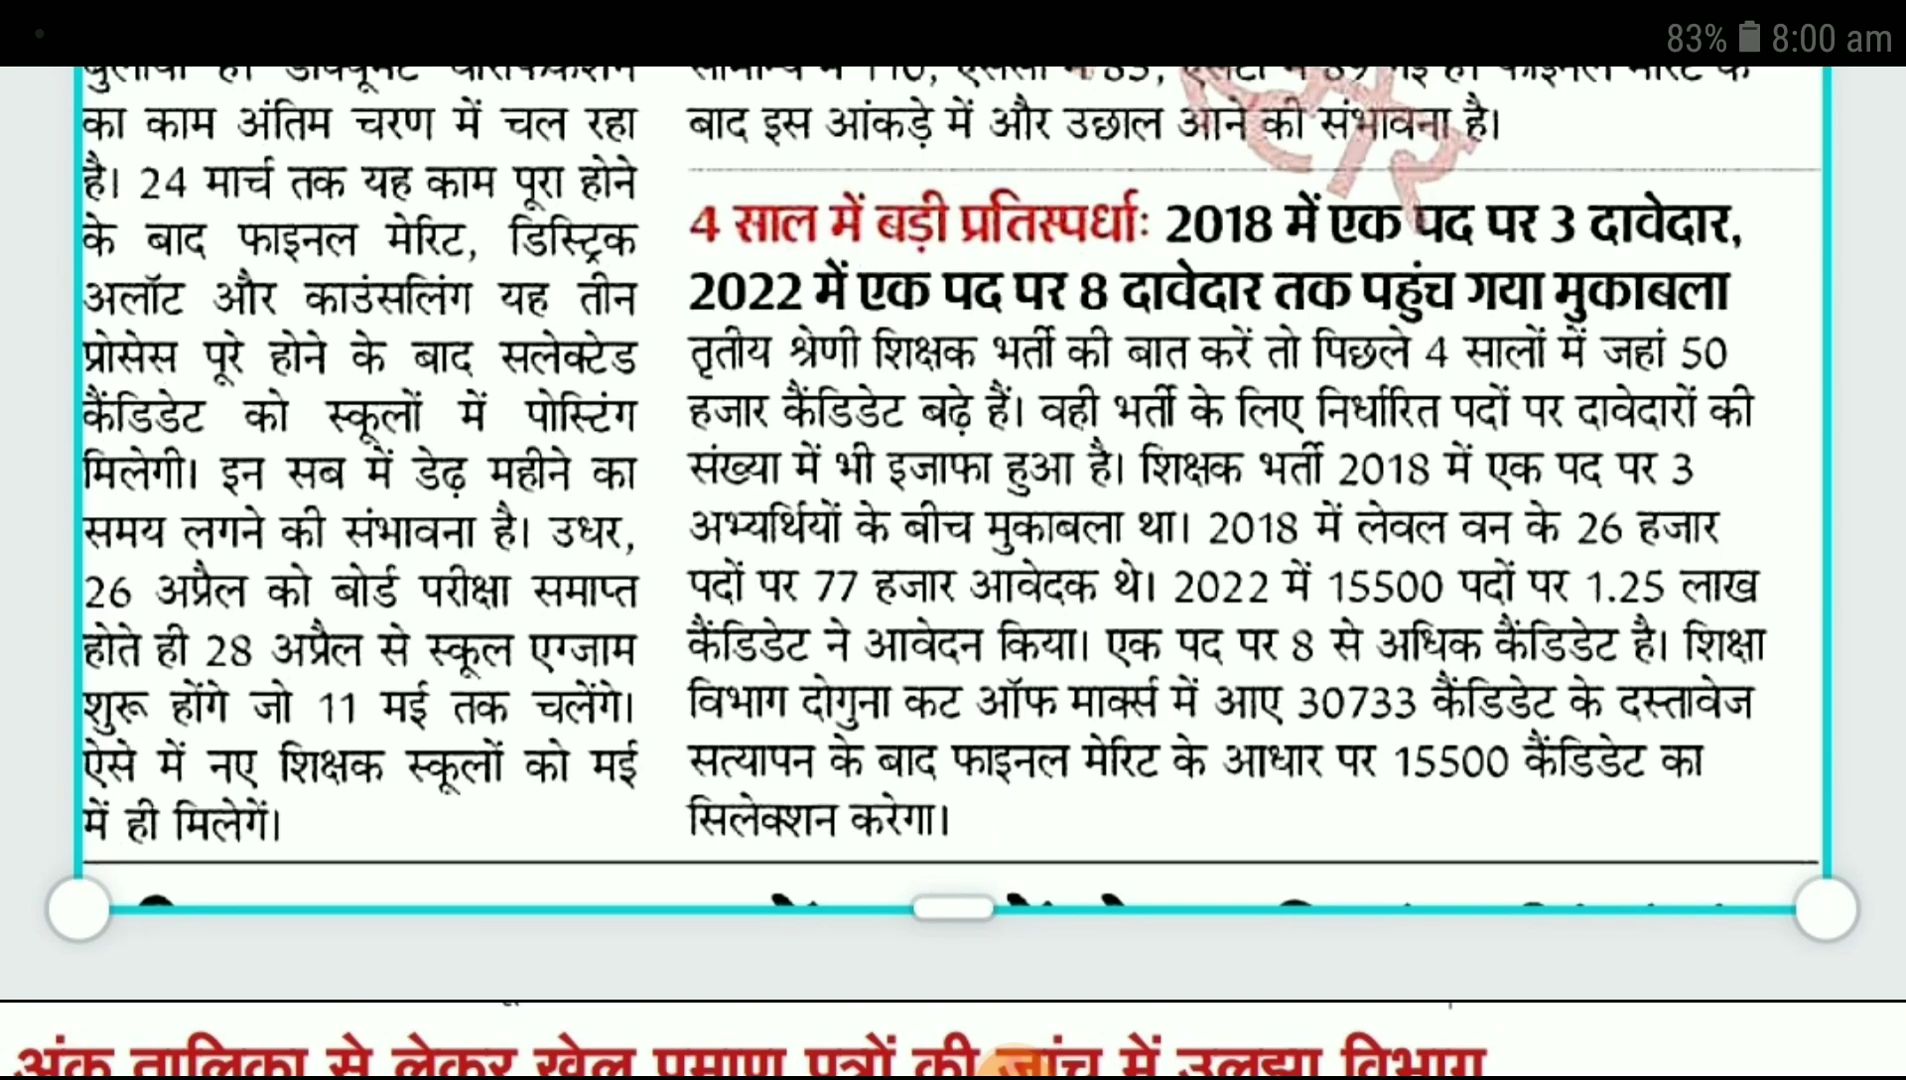 83% 8:00 am
का काम अंतिम चरण में चल रहा
है। 24 मार्च तक यह काम पूरा होने
के बाद फाइनल मेरिट, डिस्ट्रिक
अलॉट और काउंसलिंग यह तीन
प्रोसेस पूरे होने के बाद सलेक्टेड
कैंडिडेट को स्कूलों में पोस्टिंग
मिलेगी। इन सब में डेढ़ महीने का
समय लगने की संभावना है। उधर,
26 अप्रैल को बोर्ड परीक्षा समाप्त
होते ही 28 अप्रैल से स्कूल एग्जाम
शुरू होंगे जो 11 मई तक चलेंगे।
ऐसे में नए शिक्षक स्कूलों को मई
में ही मिलेगें।
बाद इस आंकड़े में और उछाल आने की संभावना है।
4 साल में बड़ी प्रतिस्पर्धाः 2018 में एक पद पर 3 दावेदार,
2022 में एक पद पर 8 दावेदार तक पहुंच गया मुकाबला
तृतीय श्रेणी शिक्षक भर्ती की बात करें तो पिछले 4 सालों में जहां 50
हजार कैंडिडेट बढ़े हैं। वही भर्ती के लिए निर्धारित पदों पर दावेदारों की
संख्या में भी इजाफा हुआ है। शिक्षक भर्ती 2018 में एक पद पर 3
अभ्यर्थियों के बीच मुकाबला था। 2018 में लेवल वन के 26 हजार
पदों पर 77 हजार आवेदक थे। 2022 में 15500 पदों पर 1.25 लाख
कैंडिडेट ने आवेदन किया। एक पद पर 8 से अधिक कैंडिडेट है। शिक्षा
विभाग दोगुना कट ऑफ मार्क्स में आए 30733 कैंडिडेट के दस्तावेज
सत्यापन के बाद फाइनल मेरिट के आधार पर 15500 कैंडिडेट का
सिलेक्शन करेगा।
अंक तालिका से लेकर खेल प्रमाण पत्रों की जांच में उलझा विभाग